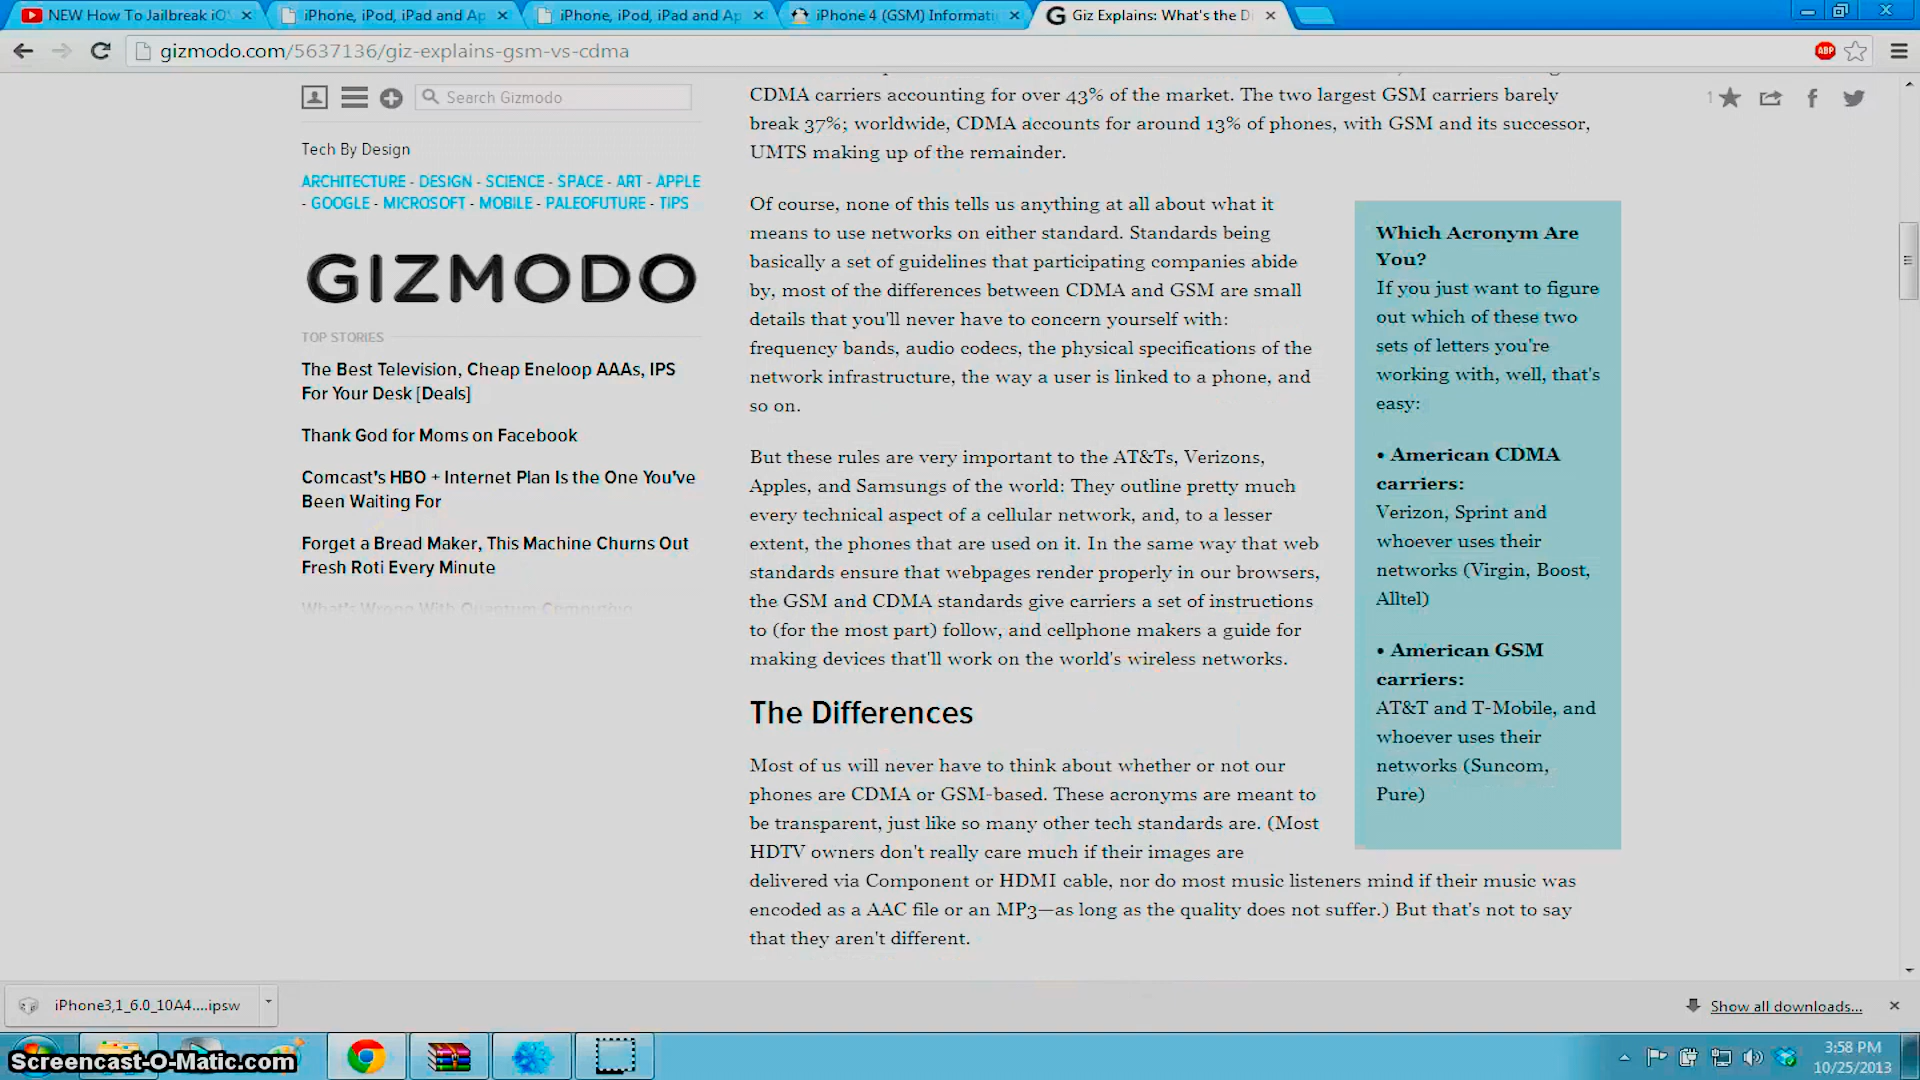 NEW How To Jailbreak iO
iPhone, iPod, iPad and Ap
iPhone, iPod, iPad and Ap
iPhone 4 (GSM) Informati
Giz Explains: What's the D
gizmodo.com/5637136/giz-explains-gsm-vs-cdma
ABP
Search Gizmodo
1
Tech By Design
ARCHITECTURE - DESIGN - SCIENCE - SPACE - ART - APPLE
- GOOGLE - MICROSOFT - MOBILE - PALEOFUTURE - TIPS
GIZMODO
TOP STORIES
The Best Television, Cheap Eneloop AAAs, IPS
For Your Desk [Deals]
Thank God for Moms on Facebook
Comcast's HBO + Internet Plan Is the One You've
Been Waiting For
Forget a Bread Maker, This Machine Churns Out
Fresh Roti Every Minute
What's Wrong With Quantum Computing
CDMA carriers accounting for over 43% of the market. The two largest GSM carriers barely
break 37%; worldwide, CDMA accounts for around 13% of phones, with GSM and its successor,
UMTS making up of the remainder.
Of course, none of this tells us anything at all about what it
means to use networks on either standard. Standards being
basically a set of guidelines that participating companies abide
by, most of the differences between CDMA and GSM are small
details that you'll never have to concern yourself with:
frequency bands, audio codecs, the physical specifications of the
network infrastructure, the way a user is linked to a phone, and
so on.
But these rules are very important to the AT&Ts, Verizons,
Apples, and Samsungs of the world: They outline pretty much
every technical aspect of a cellular network, and, to a lesser
extent, the phones that are used on it. In the same way that web
standards ensure that webpages render properly in our browsers,
the GSM and CDMA standards give carriers a set of instructions
to (for the most part) follow, and cellphone makers a guide for
making devices that'll work on the world's wireless networks.
The Differences
Most of us will never have to think about whether or not our
phones are CDMA or GSM-based. These acronyms are meant to
be transparent, just like so many other tech standards are. (Most
HDTV owners don't really care much if their images are
delivered via Component or HDMI cable, nor do most music listeners mind if their music was
encoded as a AAC file or an MP3—as long as the quality does not suffer.) But that's not to say
that they aren't different.
Which Acronym Are
You?
If you just want to figure
out which of these two
sets of letters you're
working with, well, that's
easy:
• American CDMA
carriers:
Verizon, Sprint and
whoever uses their
networks (Virgin, Boost,
Alltel)
• American GSM
carriers:
AT&T and T-Mobile, and
whoever uses their
networks (Suncom,
Pure)
iPhone3,1_6.0_10A4....ipsw
Show all downloads...
Screencast-O-Matic.com
3:58 PM
10/25/2013